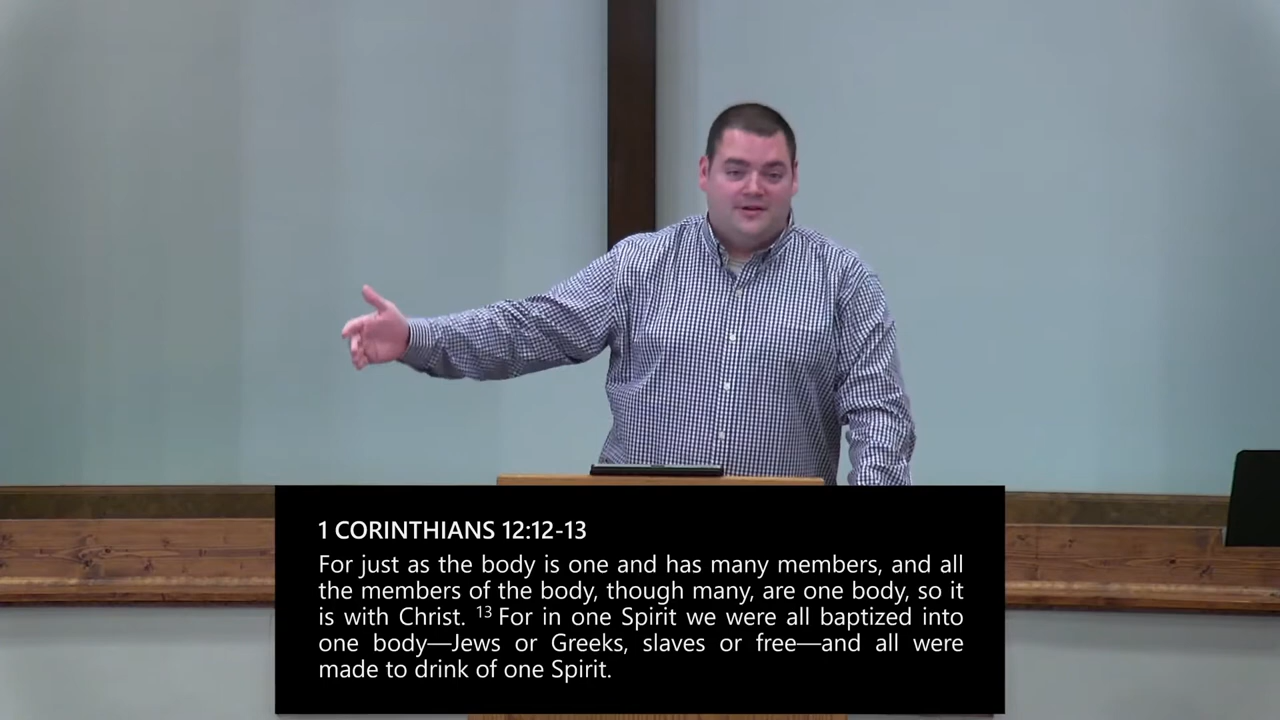 1 CORINTHIANS 12:12-13
For just as the body is one and has many members, and all
the members of the body, though many, are one body, so it
is with Christ. 13 For in one Spirit we were all baptized into
one body—Jews or Greeks, slaves or free—and all were
made to drink of one Spirit.